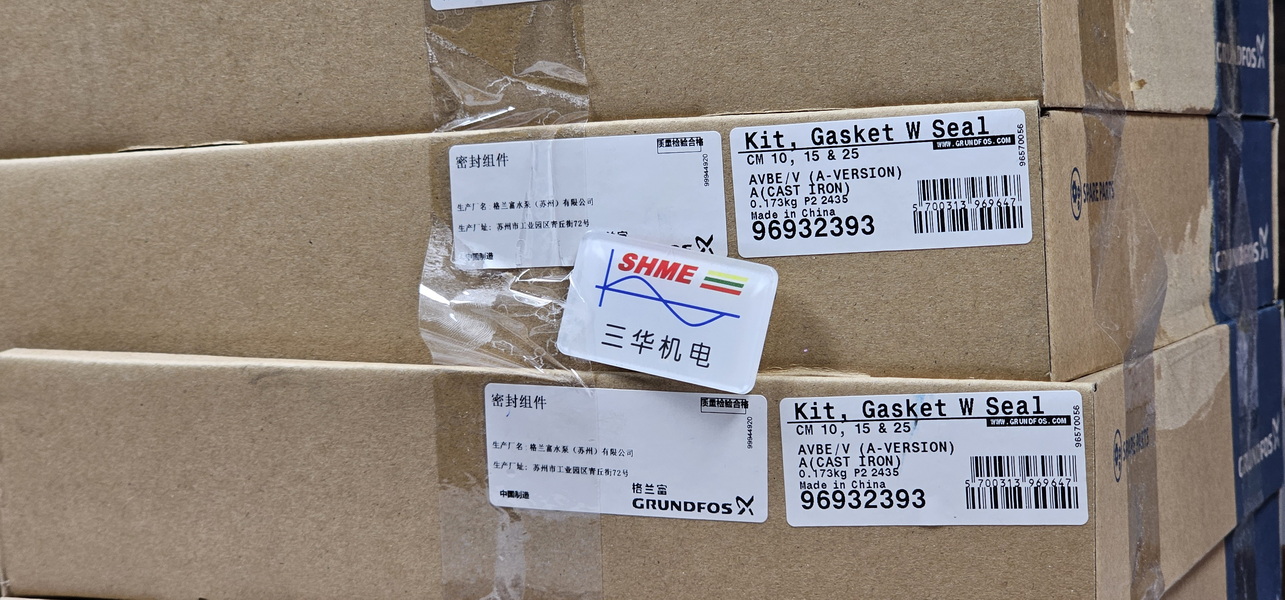 GRUNDFOS
密封组件
质量检验合格
99944920
生产厂名: 格兰富水泵(苏州)有限公司
生产厂址: 苏州市工业园区青丘街72号
中国制造
Kit, Gasket W Seal
WWW.GRUNDFOS.COM
CM 10, 15 & 25
AVBE/V (A-VERSION)
A(CAST IRON)
0.173kg P2 2435
Made in China
96932393
5 700313 969647
96570056
SPARE PARTS
GRUNDFOS
SHME
三华机电
密封组件
质量检验合格
99944920
生产厂名: 格兰富水泵(苏州)有限公司
生产厂址: 苏州市工业园区青丘街72号
中国制造
格兰富
GRUNDFOS
Kit, Gasket W Seal
WWW.GRUNDFOS.COM
CM 10, 15 & 25
AVBE/V (A-VERSION)
A(CAST IRON)
0.173kg P2 2435
Made in China
96932393
5 700313 969647
96570056
SPARE PARTS
GRUNDFOS